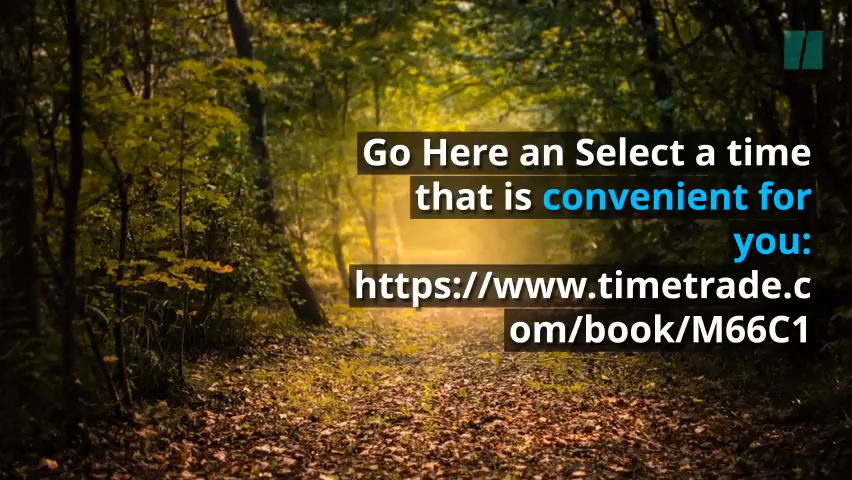 Go Here an Select a time
that is convenient for
you:
https://www.timetrade.c
om/book/M66C1